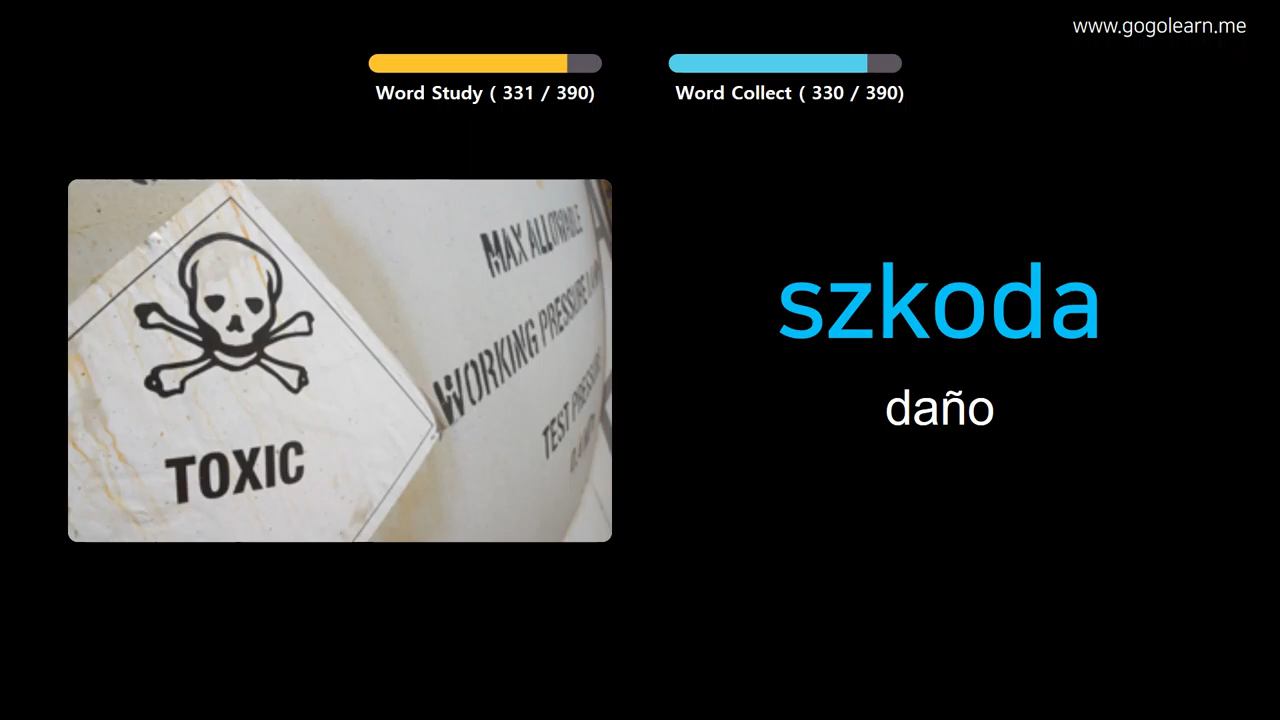 www.gogolearn.me
Word Study ( 331 / 390)
Word Collect ( 330 / 390)
TOXIC
MAX ALLOWABLE
WORKING PRESSURE
TEST PRESSURE
szkoda
daño